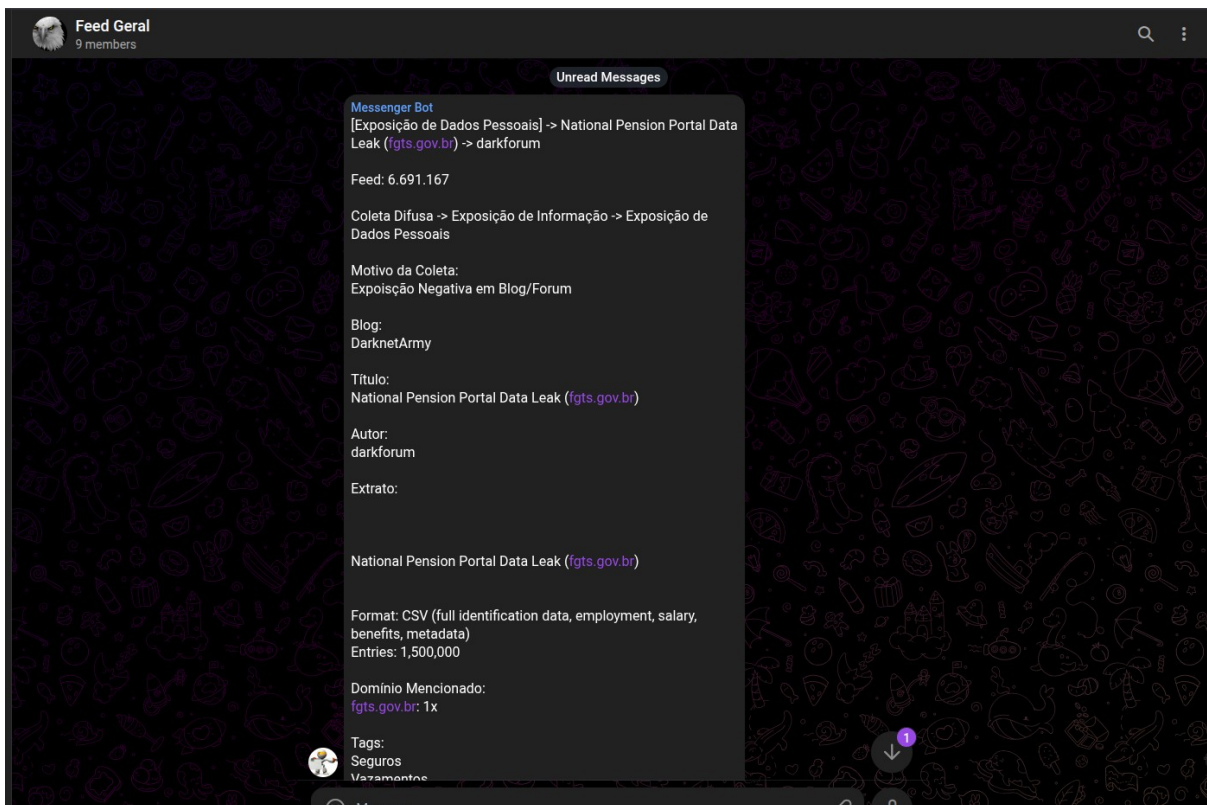 Feed Geral
9 members
Unread Messages
Messenger Bot
[Exposição de Dados Pessoais] -> National Pension Portal Data
Leak (fgts.gov.br) -> darkforum
Feed: 6.691.167
Coleta Difusa -> Exposição de Informação -> Exposição de
Dados Pessoais
Motivo da Coleta:
Expoisção Negativa em Blog/Forum
Blog:
DarknetArmy
Título:
National Pension Portal Data Leak (fgts.gov.br)
Autor:
darkforum
Extrato:
National Pension Portal Data Leak (fgts.gov.br)
Format: CSV (full identification data, employment, salary,
benefits, metadata)
Entries: 1,500,000
Domínio Mencionado:
fgts.gov.br: 1x
Tags:
Seguros
Vazamentos
1